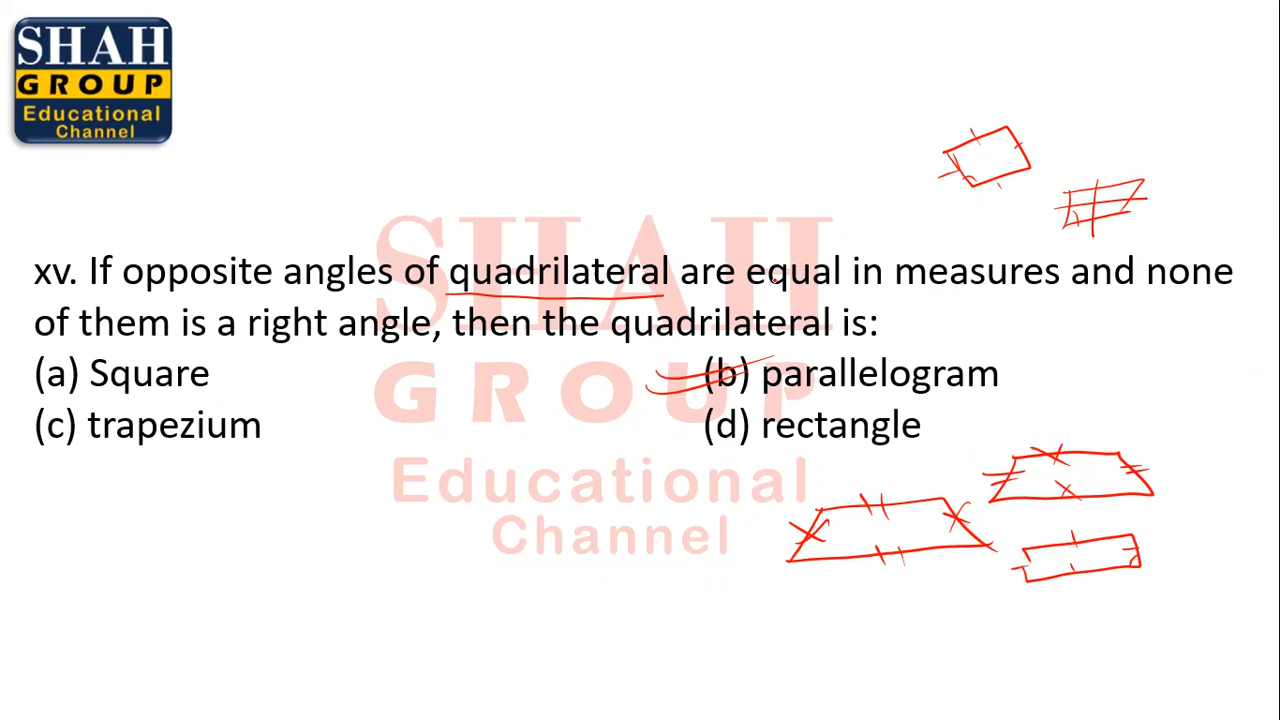 SHAH
GROUP
Educational
Channel
xv. If opposite angles of quadrilateral are equal in measures and none
of them is a right angle, then the quadrilateral is:
(a) Square (b) parallelogram
(c) trapezium (d) rectangle
SHAH
GROUP
Educational
Channel